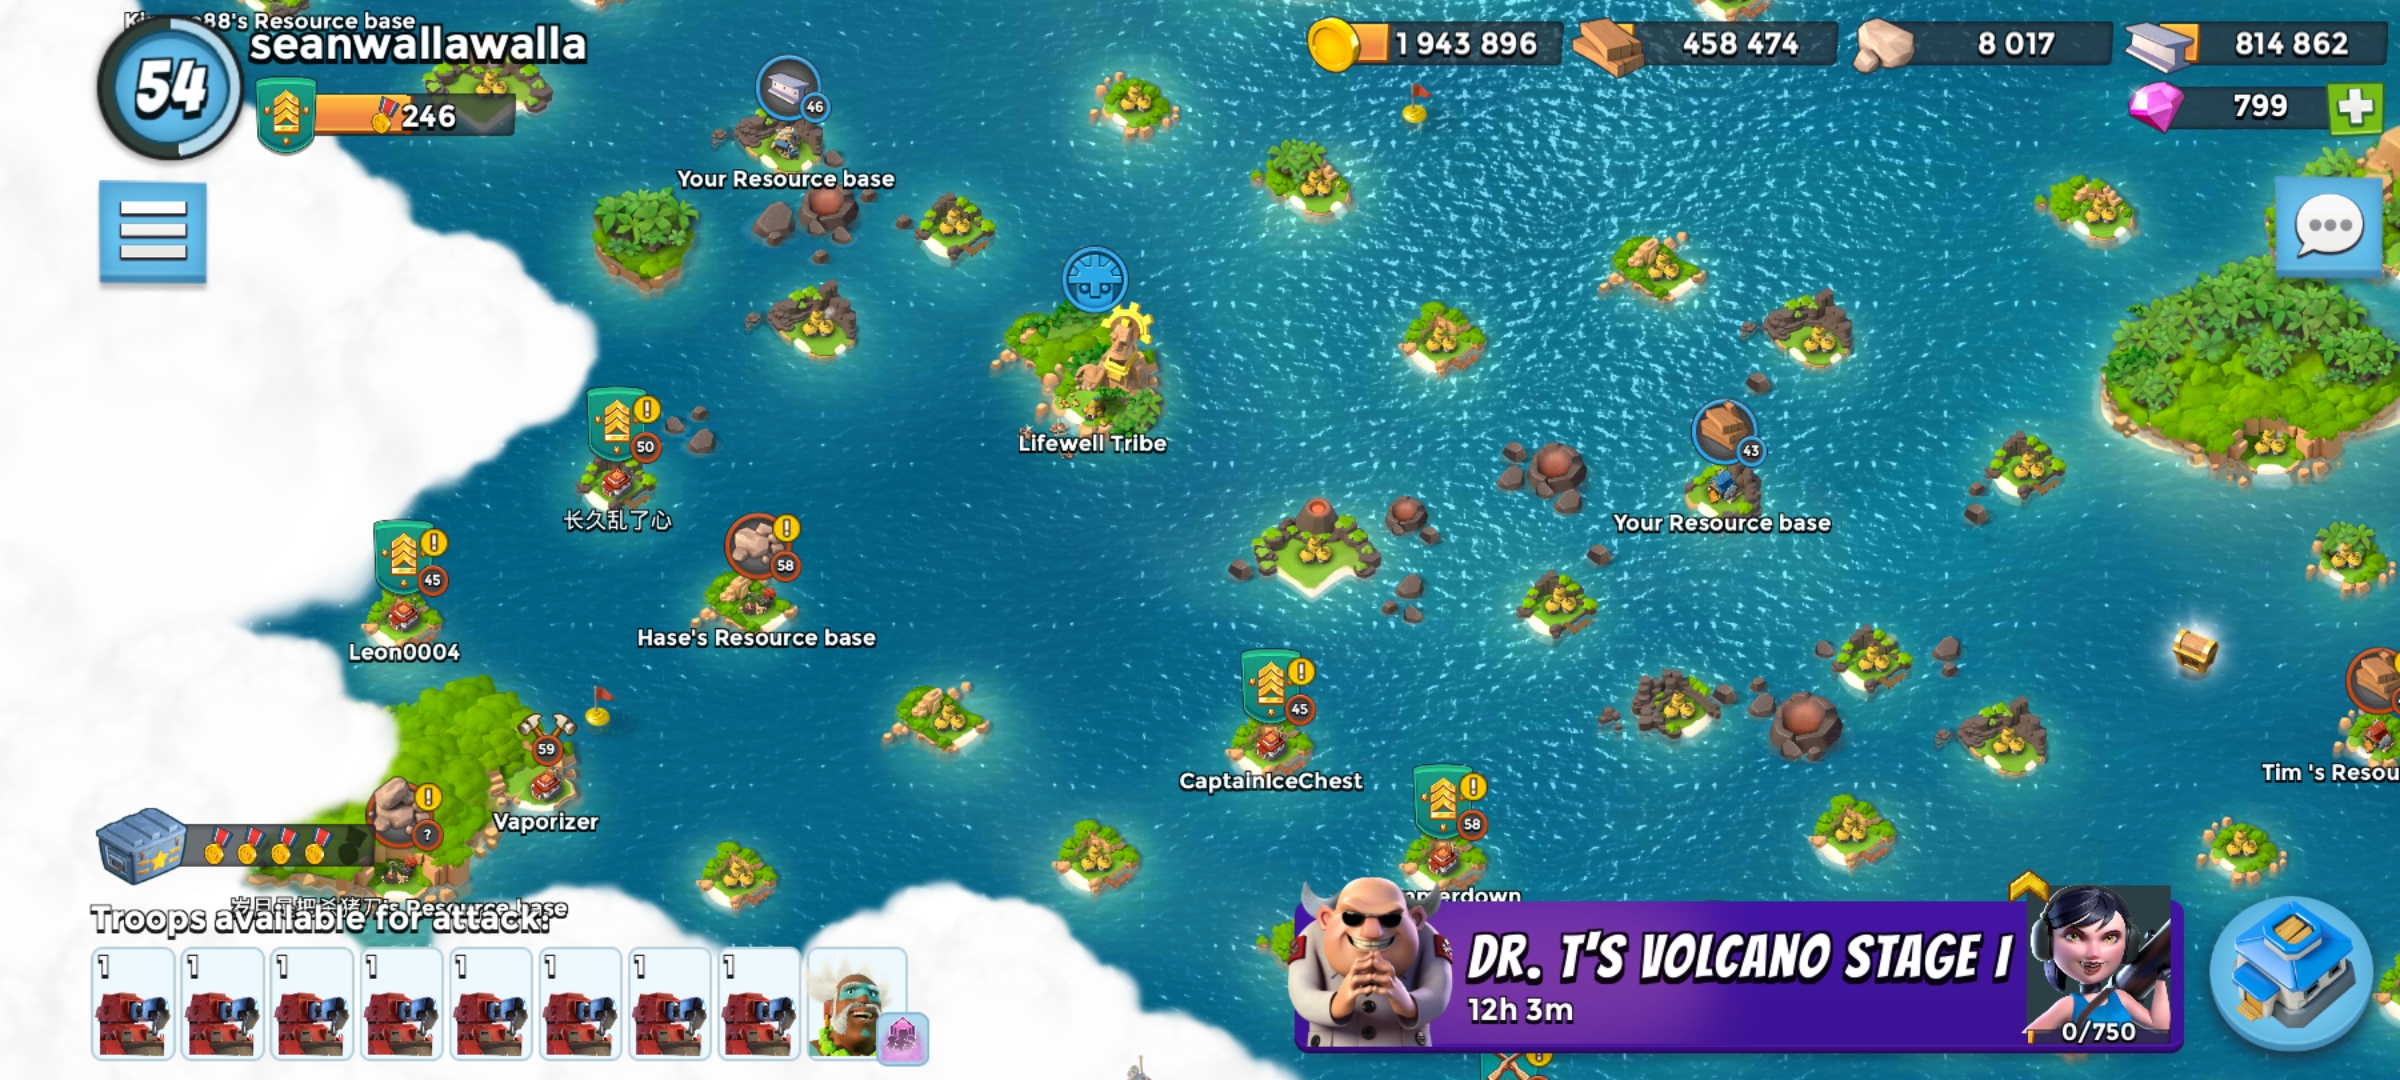 88's Resource base
54
seanwallawalla
246
1 943 896
458 474
8 017
814 862
799
46
Your Resource base
50
长久乱了心
Lifewell Tribe
43
Your Resource base
45
Leon0004
58
Hase's Resource base
59
Vaporizer
45
CaptainIceChest
58
Tim 's Resou
?
's Resource base
Troops available for attack:
1 1 1 1 1 1 1 1
DR. T'S VOLCANO STAGE I
12h 3m
0/750